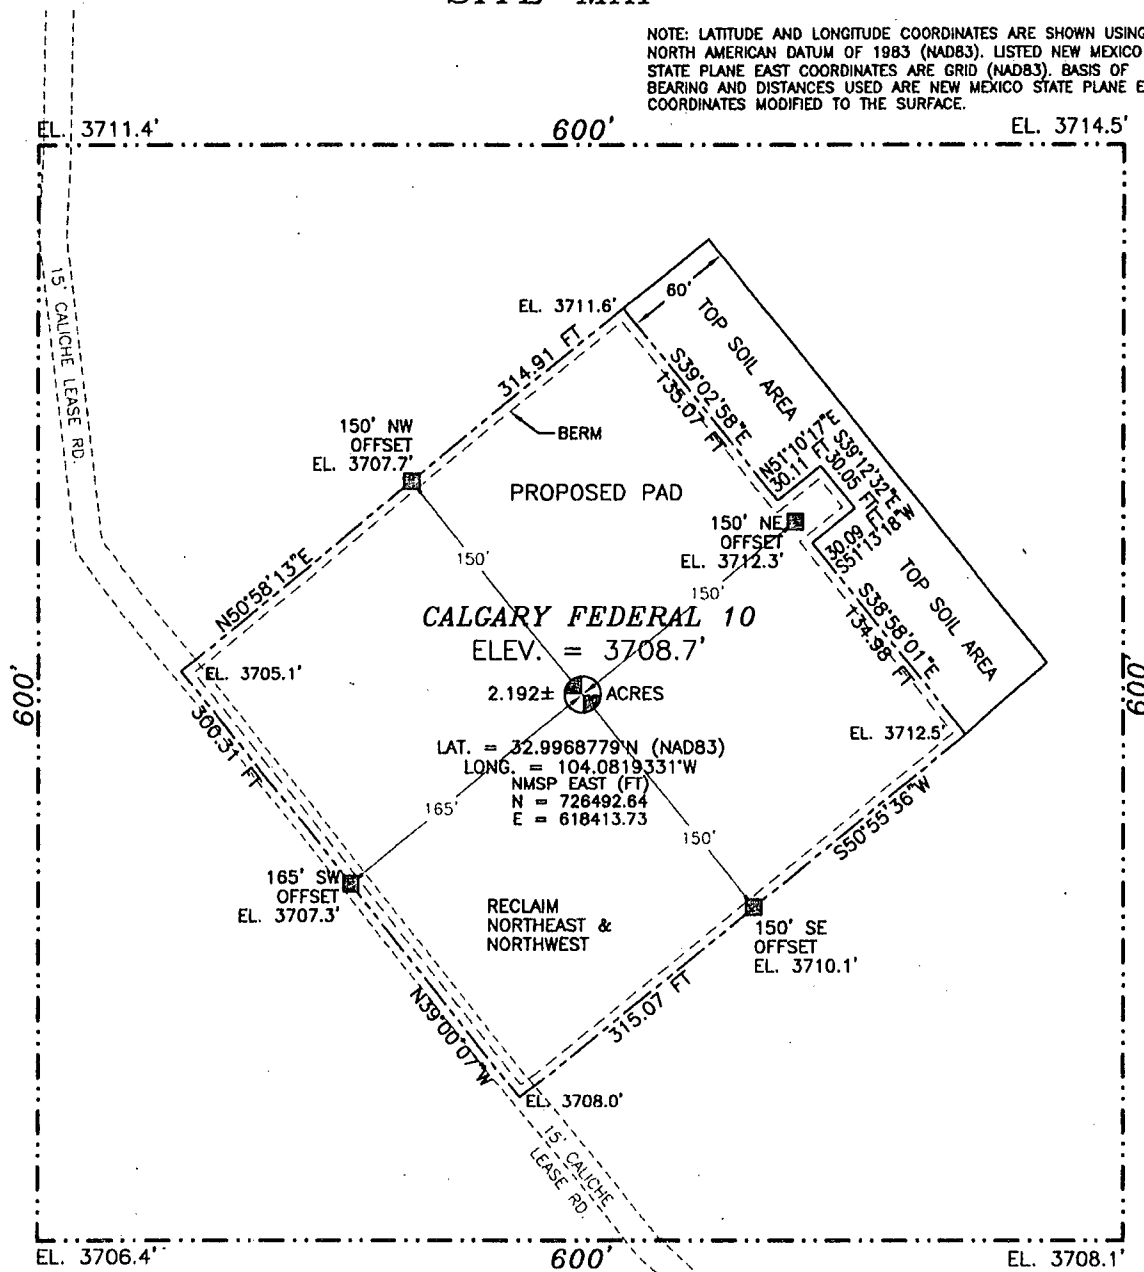 NOTE: LATITUDE AND LONGITUDE COORDINATES ARE SHOWN USING
NORTH AMERICAN DATUM OF 1983 (NAD83). LISTED NEW MEXICO
STATE PLANE EAST COORDINATES ARE GRID (NAD83). BASIS OF
BEARING AND DISTANCES USED ARE NEW MEXICO STATE PLANE E
COORDINATES MODIFIED TO THE SURFACE.
EL. 3711.4'
600'
EL. 3714.5'
15' CALICHE LEASE RD.
EL. 3711.6'
60'
TOP SOIL AREA
314.91 FT
S39°02'58"E
135.07 FT
BERM
150' NW
OFFSET
EL. 3707.7'
N51°10'17"E
30.11
S39°12'32"E
30.05 FT
PROPOSED PAD
150' NE
OFFSET
EL. 3712.3'
30.09 FT
S51°13'18"W
150'
150'
N50°58'13"E
TOP SOIL AREA
S38°58'01"E
134.98 FT
CALGARY FEDERAL 10
ELEV. = 3708.7'
EL. 3705.1'
600'
600'
2.192± ACRES
300.31 FT
EL. 3712.5'
LAT. = 32.9968779°N (NAD83)
LONG. = 104.0819331°W
NMSP EAST (FT)
N = 726492.64
E = 618413.73
165'
150'
S50°55'36"W
165' SW
OFFSET
EL. 3707.3'
RECLAIM
NORTHEAST &
NORTHWEST
150' SE
OFFSET
EL. 3710.1'
N39°00'07"W
315.07 FT
EL. 3708.0'
15' CALICHE
LEASE RD.
EL. 3706.4'
600'
EL. 3708.1'